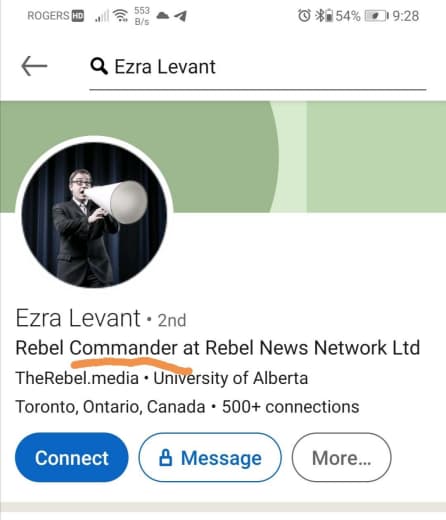 ROGERS HD 553 B/s 54% 9:28
Ezra Levant
Ezra Levant • 2nd
Rebel Commander at Rebel News Network Ltd
TheRebel.media • University of Alberta
Toronto, Ontario, Canada • 500+ connections
Connect Message More...